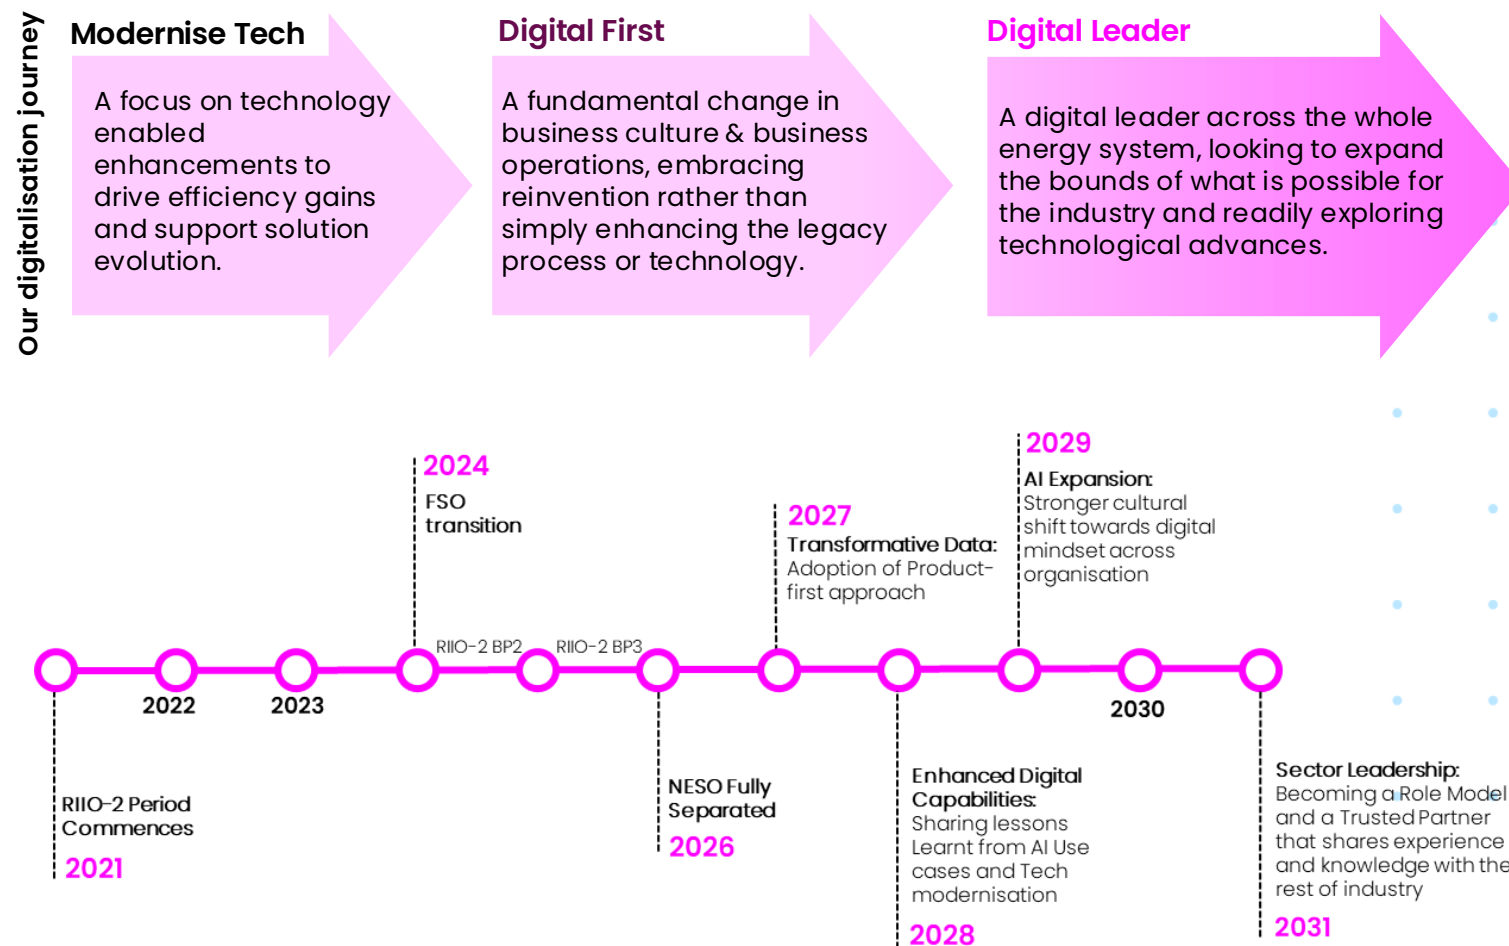 Our digitalisation journey
Modernise Tech
A focus on technology
enabled
enhancements to
drive efficiency gains
and support solution
evolution.
Digital First
A fundamental change in
business culture & business
operations, embracing
reinvention rather than
simply enhancing the legacy
process or technology.
Digital Leader
A digital leader across the whole
energy system, looking to expand
the bounds of what is possible for
the industry and readily exploring
technological advances.
RIIO-2 Period
Commences
2021
2022
2023
2024
FSO
transition
RIIO-2 BP2
RIIO-2 BP3
NESO Fully
Separated
2026
2027
Transformative Data:
Adoption of Product-
first approach
Enhanced Digital
Capabilities:
Sharing lessons
Learnt from AI Use
cases and Tech
modernisation
2028
2029
AI Expansion:
Stronger cultural
shift towards digital
mindset across
organisation
2030
Sector Leadership:
Becoming a Role Model
and a Trusted Partner
that shares experience
and knowledge with the
rest of industry
2031